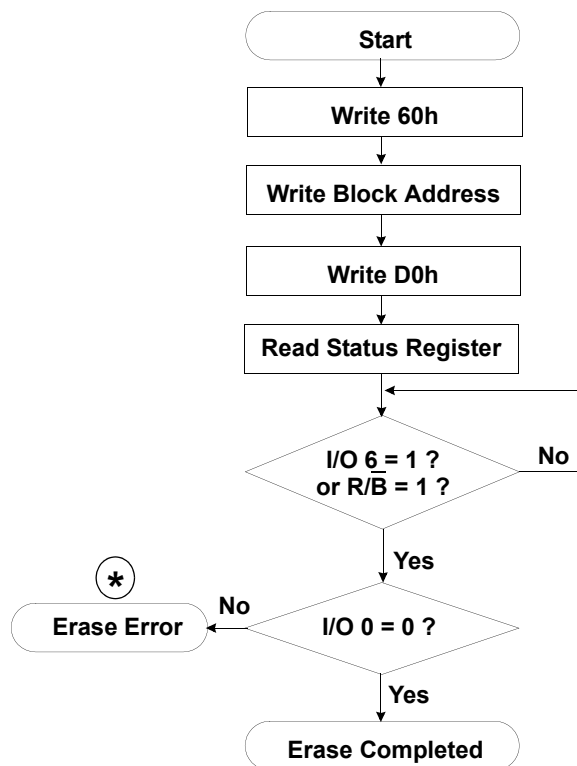 Start
Write 60h
Write Block Address
Write D0h
Read Status Register
I/O 6 = 1 ?
or R/B̅ = 1 ?
No
Yes
*
No
Erase Error
I/O 0 = 0 ?
Yes
Erase Completed